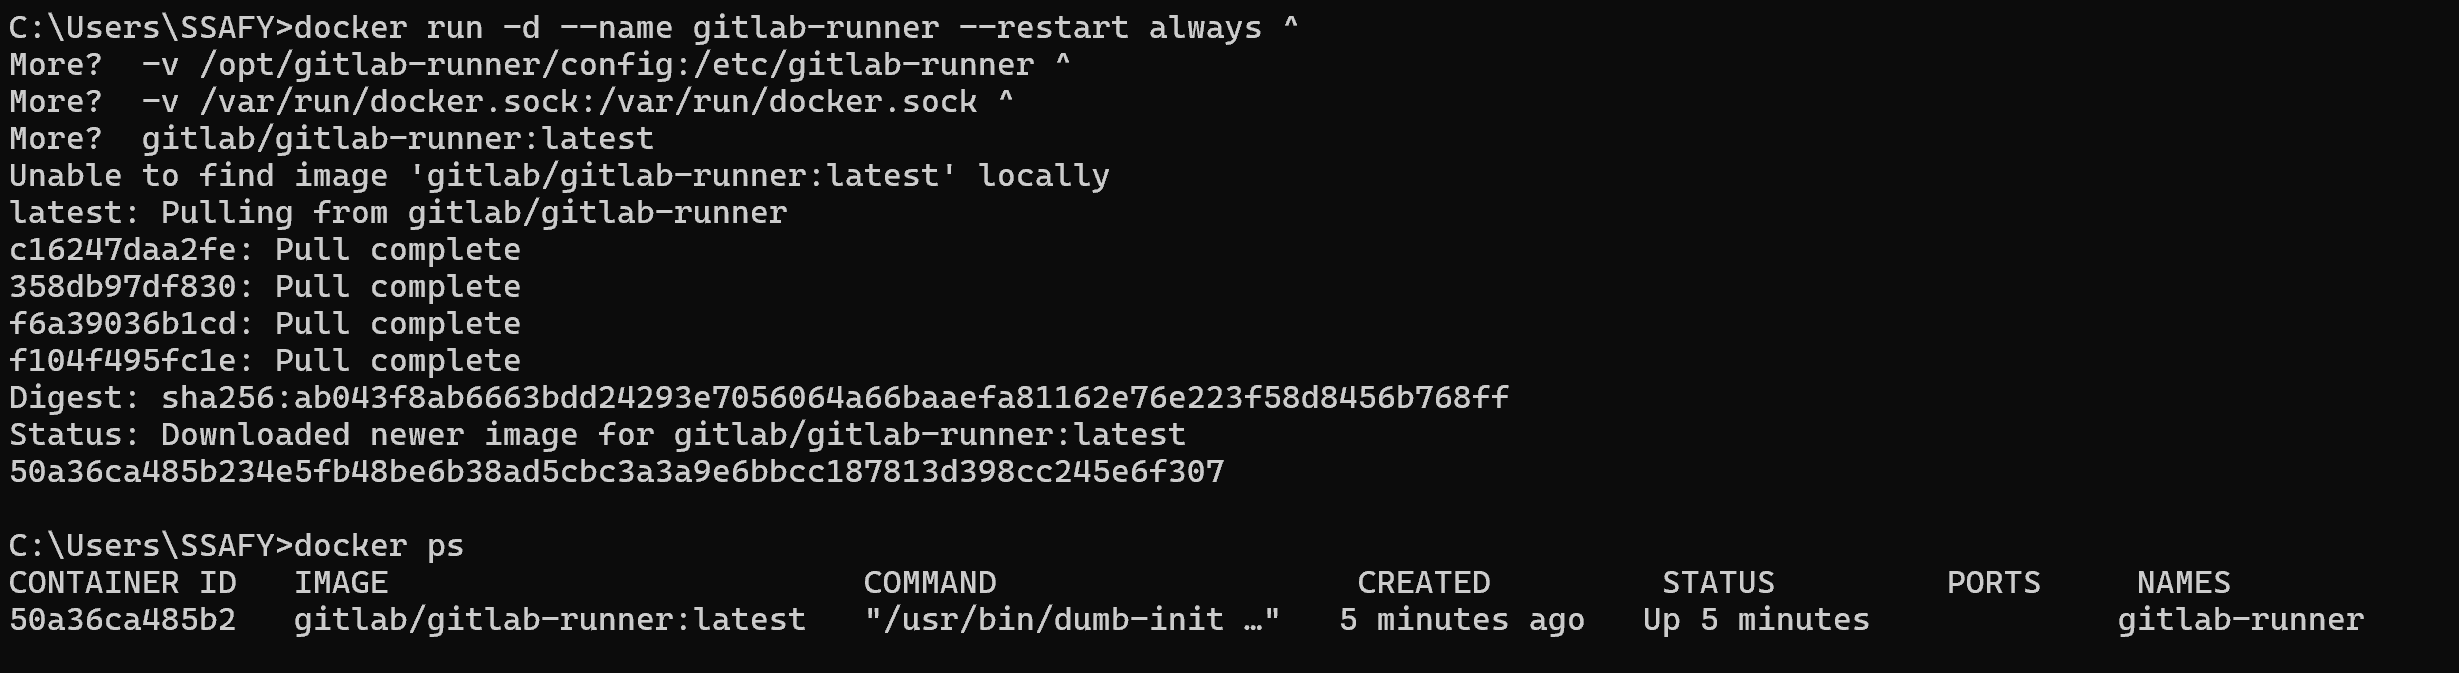 C:\Users\SSAFY>docker run -d --name gitlab-runner --restart always ^
More?  -v /opt/gitlab-runner/config:/etc/gitlab-runner ^
More?  -v /var/run/docker.sock:/var/run/docker.sock ^
More?  gitlab/gitlab-runner:latest
Unable to find image 'gitlab/gitlab-runner:latest' locally
latest: Pulling from gitlab/gitlab-runner
c16247daa2fe: Pull complete
358db97df830: Pull complete
f6a39036b1cd: Pull complete
f104f495fc1e: Pull complete
Digest: sha256:ab043f8ab6663bdd24293e7056064a66baaefa81162e76e223f58d8456b768ff
Status: Downloaded newer image for gitlab/gitlab-runner:latest
50a36ca485b234e5fb48be6b38ad5cbc3a3a9e6bbcc187813d398cc245e6f307
C:\Users\SSAFY>docker ps
CONTAINER ID   IMAGE                         COMMAND                   CREATED         STATUS         PORTS     NAMES
50a36ca485b2   gitlab/gitlab-runner:latest   "/usr/bin/dumb-init …"   5 minutes ago   Up 5 minutes             gitlab-runner